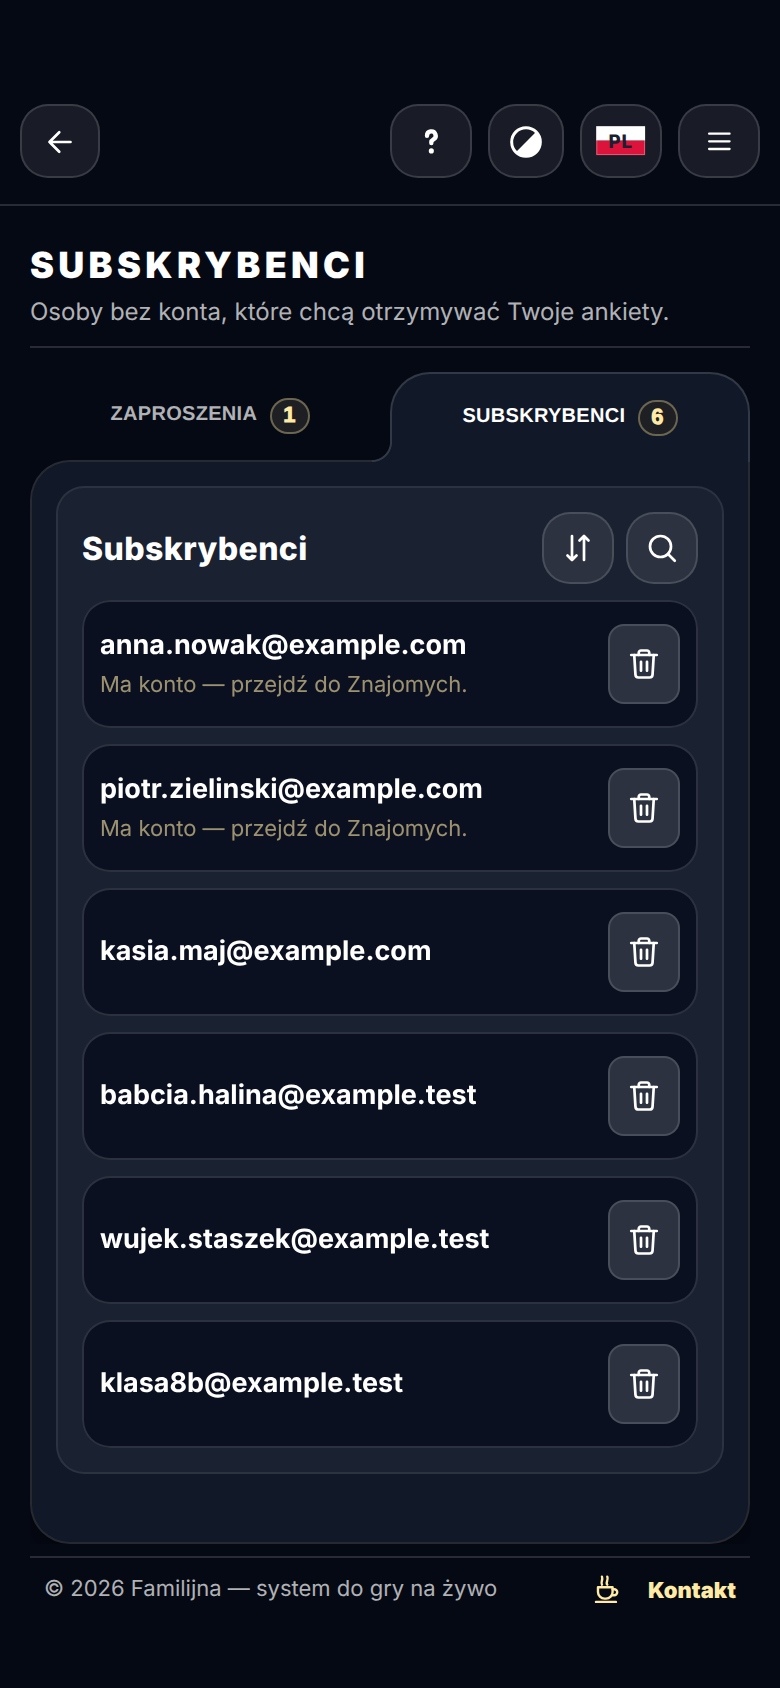 ?
PL
SUBSKRYBENCI
Osoby bez konta, które chcą otrzymywać Twoje ankiety.
ZAPROSZENIA 1
SUBSKRYBENCI 6
Subskrybenci
anna.nowak@example.com
Ma konto — przejdź do Znajomych.
piotr.zielinski@example.com
Ma konto — przejdź do Znajomych.
kasia.maj@example.com
babcia.halina@example.test
wujek.staszek@example.test
klasa8b@example.test
© 2026 Familijna — system do gry na żywo
Kontakt